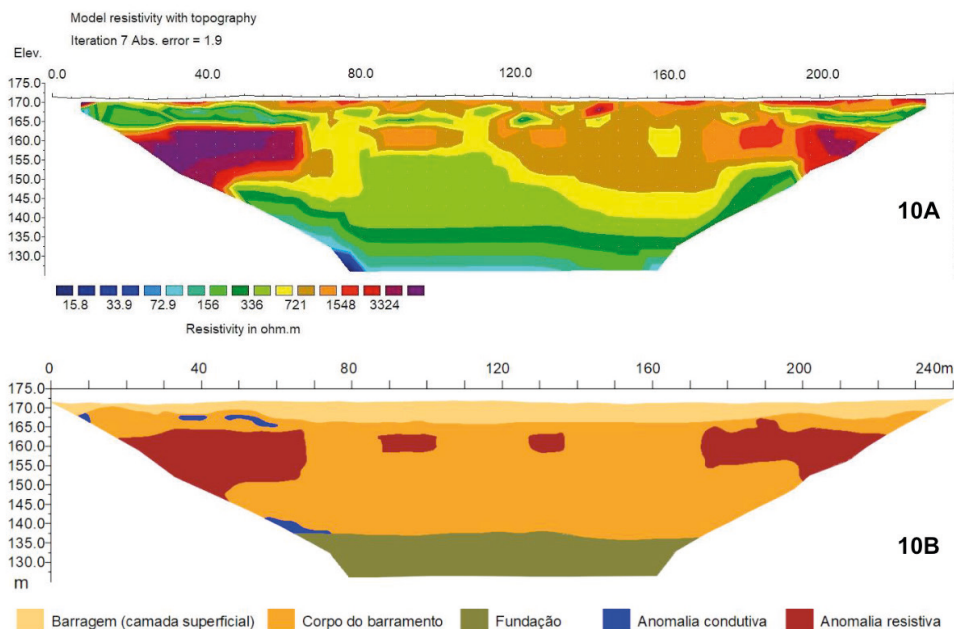 Model resistivity with topography
Iteration 7 Abs. error = 1.9
Elev.
0.0 40.0 80.0 120.0 160.0 200.0
175.0
170.0
165.0
160.0
155.0
150.0
145.0
140.0
135.0
130.0
10A
15.8 33.9 72.9 156 336 721 1548 3324
Resistivity in ohm.m
0 40 80 120 160 200 240m
175.0
170.0
165.0
160.0
155.0
150.0
145.0
140.0
135.0
130.0
m
10B
Barragem (camada superficial) Corpo do barramento Fundação Anomalia condutiva Anomalia resistiva